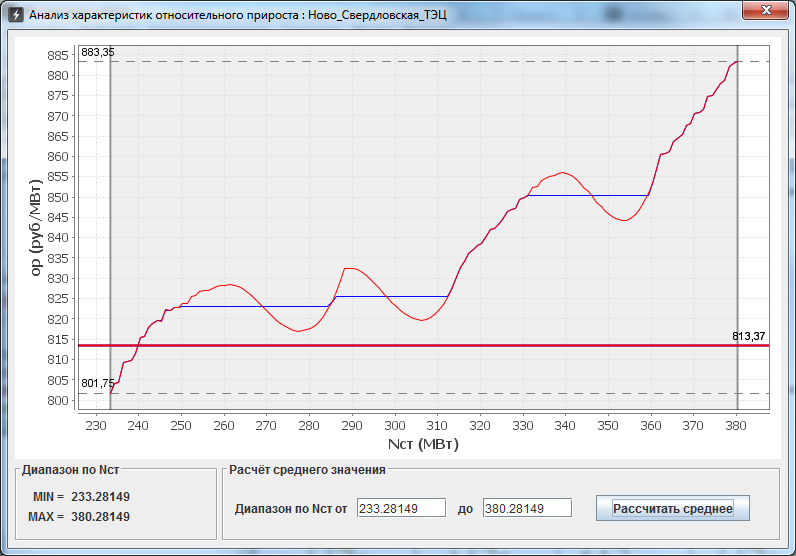 Анализ характеристик относительного прироста : Ново_Свердловская_ТЭЦ
883,35
885
880
875
870
865
860
855
850
845
840
835
830
825
820
815
810
805
800
813,37
801,75
ор (руб/МВт)
230 240 250 260 270 280 290 300 310 320 330 340 350 360 370 380
Nст (МВт)
Диапазон по Nст
MIN = 233.28149
MAX = 380.28149
Расчёт среднего значения
Диапазон по Nст от 233.28149 до 380.28149 Рассчитать среднее